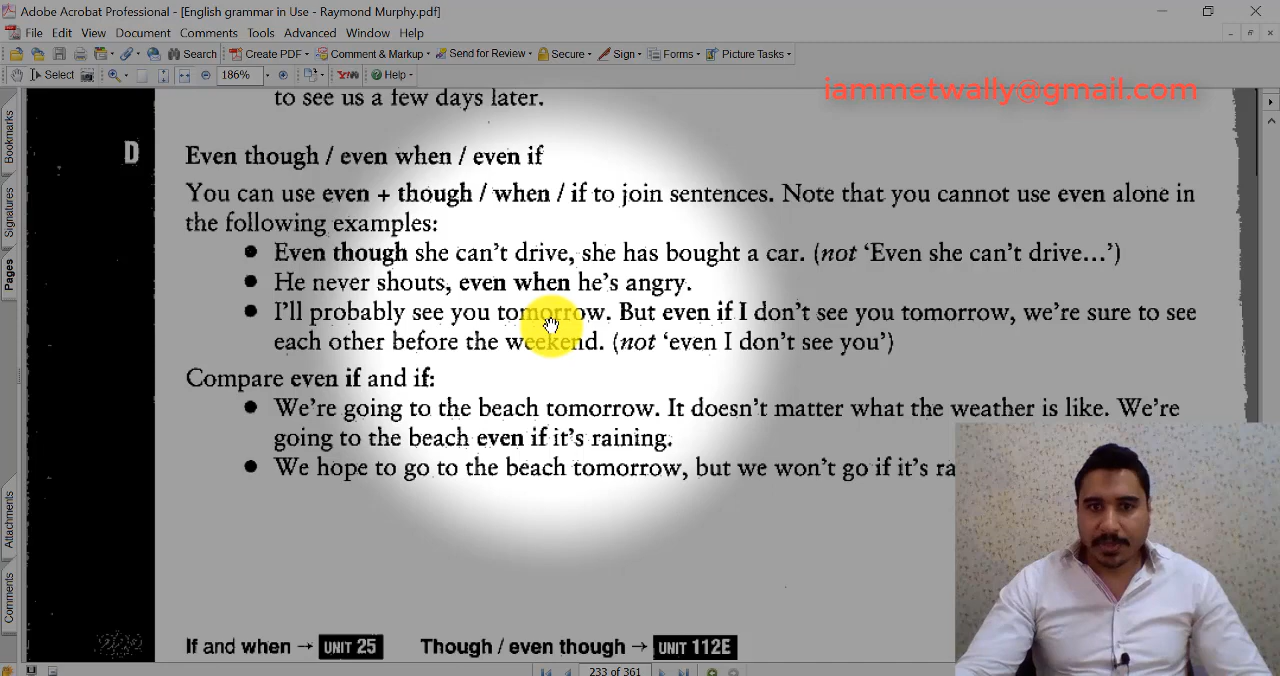 Adobe Acrobat Professional - [English grammar in Use - Raymond Murphy.pdf]
File Edit View Document Comments Tools Advanced Window Help
Search Create PDF Comment & Markup Send for Review Secure Sign Forms Picture Tasks
Select 186% Help
iammetwally@gmail.com
Bookmarks
Signatures
Pages
Attachments
Comments
to see us a few days later.
D
Even though / even when / even if
You can use even + though / when / if to join sentences. Note that you cannot use even alone in
the following examples:
● Even though she can't drive, she has bought a car. (not ‘Even she can't drive...’)
● He never shouts, even when he's angry.
● I'll probably see you tomorrow. But even if I don't see you tomorrow, we're sure to see
each other before the weekend. (not ‘even I don't see you’)
Compare even if and if:
● We're going to the beach tomorrow. It doesn't matter what the weather is like. We're
going to the beach even if it's raining.
● We hope to go to the beach tomorrow, but we won't go if it's ra
If and when → UNIT 25 Though / even though → UNIT 112E
233 of 361